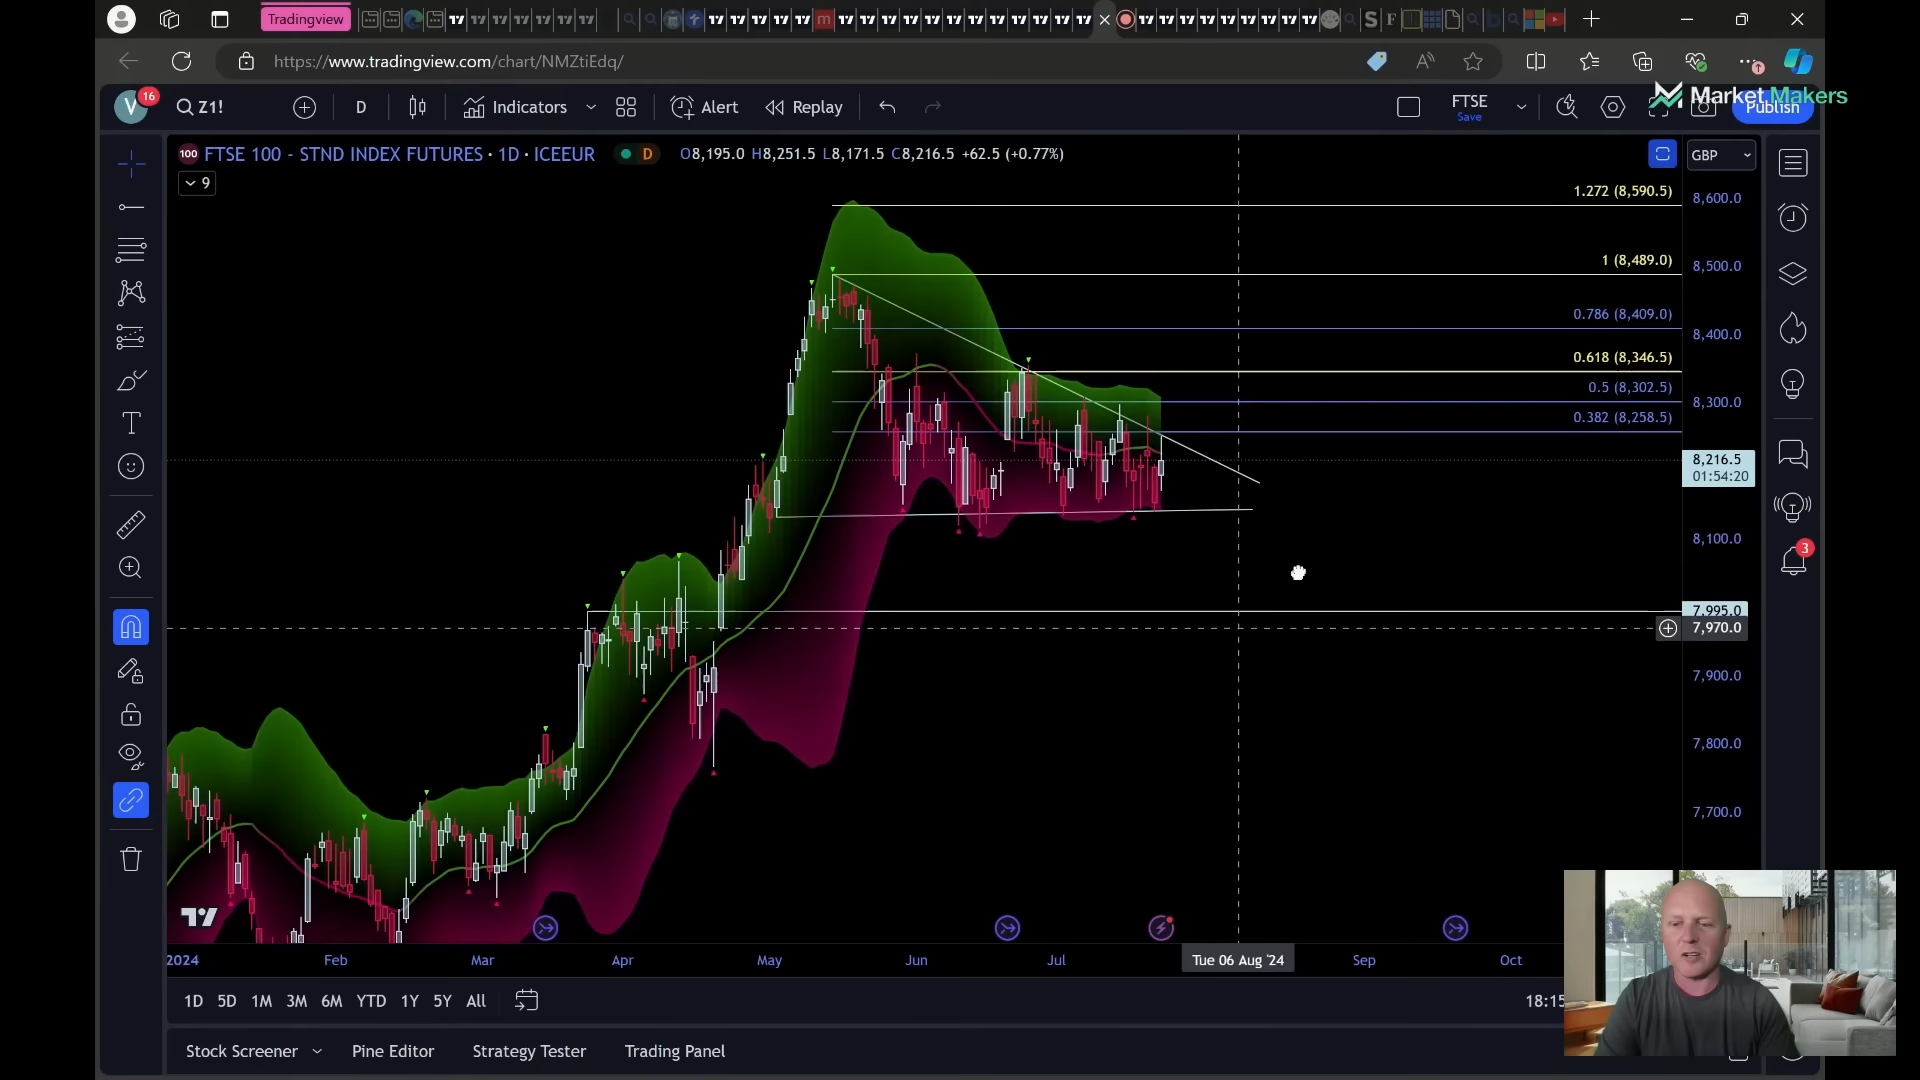 Tradingview
https://www.tradingview.com/chart/NMZtiEdq/
V 16 Z1! D Indicators Alert Replay FTSE Save Publish
Market Makers
100 FTSE 100 - STND INDEX FUTURES · 1D · ICEEUR D O8,195.0 H8,251.5 L8,171.5 C8,216.5 +62.5 (+0.77%) GBP
9
1.272 (8,590.5)
8,600.0
1 (8,489.0)
8,500.0
0.786 (8,409.0)
8,400.0
0.618 (8,346.5)
0.5 (8,302.5)
8,300.0
0.382 (8,258.5)
8,216.5
01:54:20
8,100.0
3
7,995.0
7,970.0
7,900.0
7,800.0
7,700.0
2024 Feb Mar Apr May Jun Jul Tue 06 Aug '24 Sep Oct
1D 5D 1M 3M 6M YTD 1Y 5Y All 18:15
Stock Screener Pine Editor Strategy Tester Trading Panel